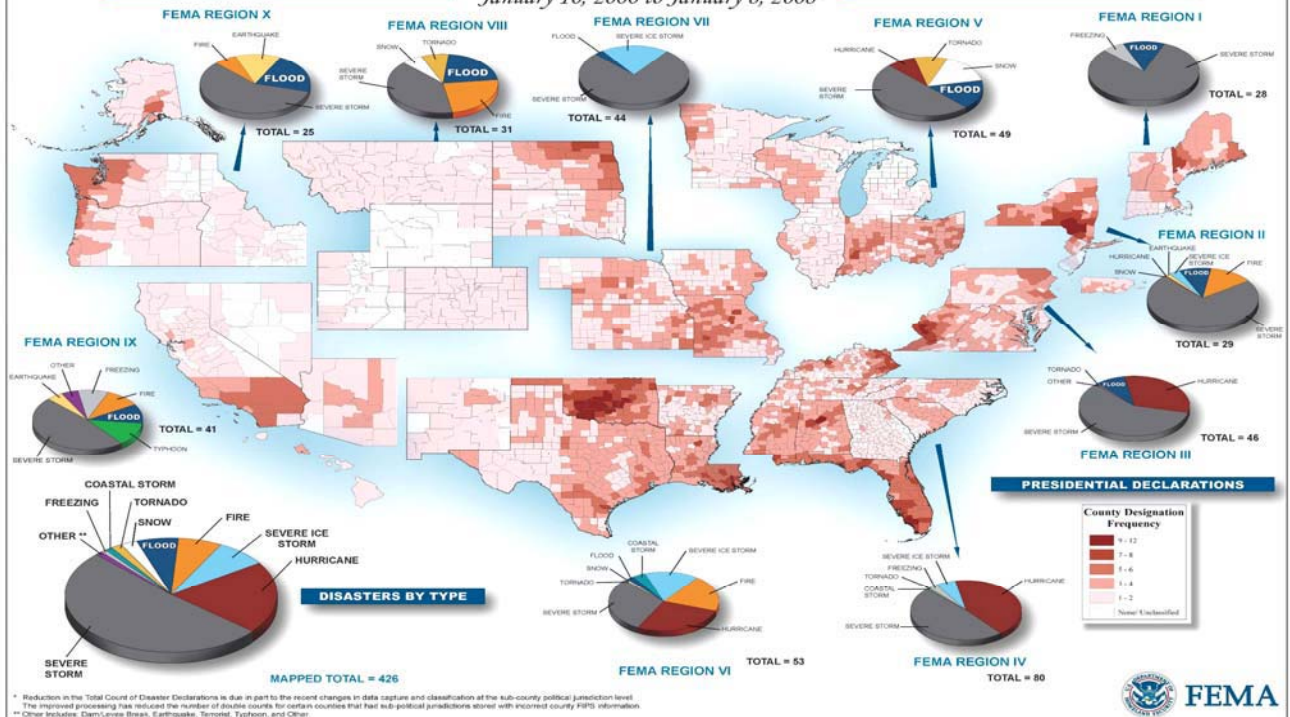 January 16, 2000 to January 8, 2008
FEMA REGION X
EARTHQUAKE
FIRE
FLOOD
SEVERE STORM
TOTAL = 25
FEMA REGION VIII
TORNADO
SNOW
SEVERE
STORM
FLOOD
FIRE
TOTAL = 31
FEMA REGION VII
FLOOD
SEVERE ICE STORM
SEVERE STORM
TOTAL = 44
FEMA REGION V
HURRICANE
TORNADO
SNOW
SEVERE
STORM
FLOOD
TOTAL = 49
FEMA REGION I
FREEZING
FLOOD
SEVERE STORM
TOTAL = 28
FEMA REGION II
EARTHQUAKE
HURRICANE
SEVERE ICE
STORM
SNOW
FLOOD
FIRE
SEVERE
STORM
TOTAL = 29
FEMA REGION IX
OTHER
FREEZING
EARTHQUAKE
FIRE
FLOOD
TYPHOON
SEVERE STORM
TOTAL = 41
TORNADO
OTHER
FLOOD
HURRICANE
SEVERE STORM
TOTAL = 46
FEMA REGION III
PRESIDENTIAL DECLARATIONS
County Designation
Frequency
9 - 12
7 - 8
5 - 6
3 - 4
1 - 2
None/ Unclassified
COASTAL STORM
FREEZING
TORNADO
SNOW
OTHER **
FLOOD
FIRE
SEVERE ICE
STORM
HURRICANE
SEVERE
STORM
DISASTERS BY TYPE
MAPPED TOTAL = 426
COASTAL
STORM
FLOOD
SNOW
TORNADO
SEVERE ICE STORM
FIRE
SEVERE STORM
HURRICANE
FEMA REGION VI
TOTAL = 53
SEVERE ICE STORM
FREEZING
TORNADO
COASTAL
STORM
HURRICANE
SEVERE STORM
FEMA REGION IV
TOTAL = 80
* Reduction in the Total Count of Disaster Declarations is due in part to the recent changes in data capture and classification at the sub-county political jurisdiction level.
The improved processing has reduced the number of double counts for certain counties that had sub-political jurisdictions stored with incorrect county FIPS information.
** Other Includes: Dam/Levee Break, Earthquake, Terrorist, Typhoon, and Other
FEMA